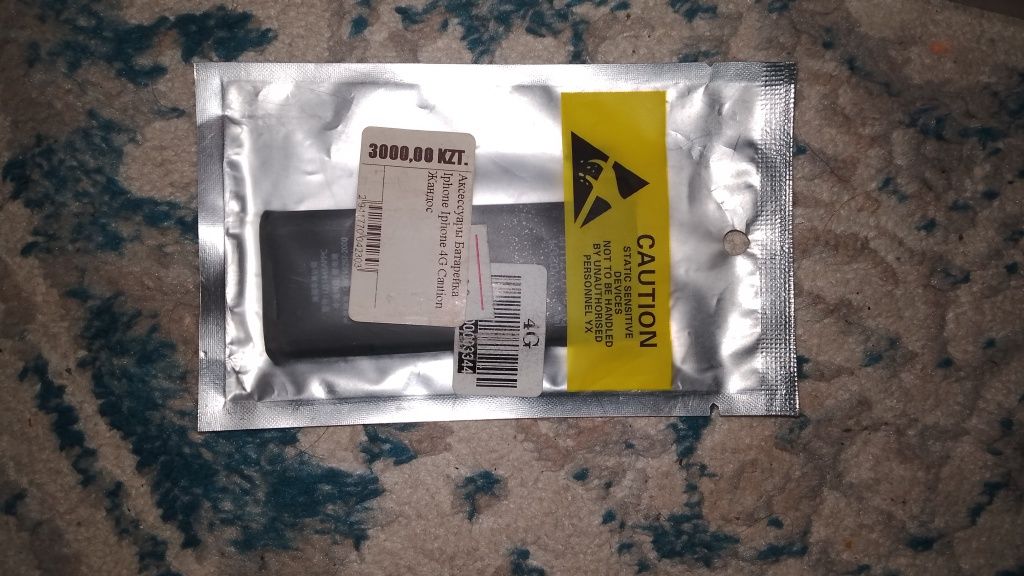 3000,00 KZT.
Аксессуары Батарейка
Iphone Iphone 4G Caution
Жандос
4G
CAUTION
STATIC SENSITIVE
DEVICES
NOT TO BE HANDLED
BY UNAUTHORISED
PERSONNEL YX